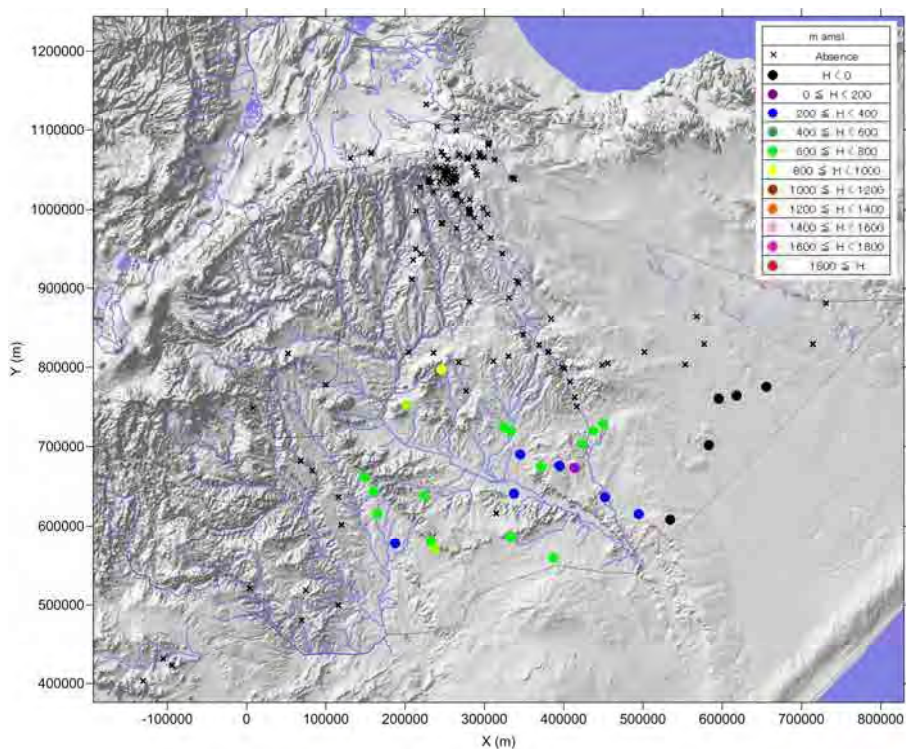 1200000
1100000
1000000
900000
800000
700000
600000
500000
400000
Y (m)
-100000 0 100000 200000 300000 400000 500000 600000 700000 800000
X (m)
m amsl
Absence
H < 0
0 ≦ H < 200
200 ≦ H < 400
400 ≦ H < 600
600 ≦ H < 800
800 ≦ H < 1000
1000 ≦ H < 1200
1200 ≦ H < 1400
1400 ≦ H < 1600
1600 ≦ H < 1800
1800 ≦ H